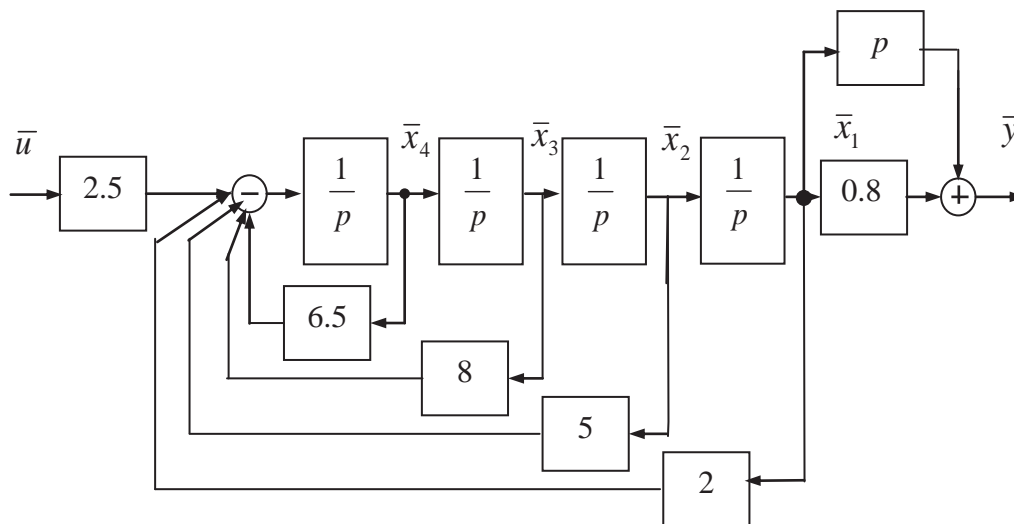 p
u̅
x̅₄
x̅₃
x̅₂
x̅₁
y̅
2.5
−
1/p
1/p
1/p
1/p
0.8
+
6.5
8
5
2